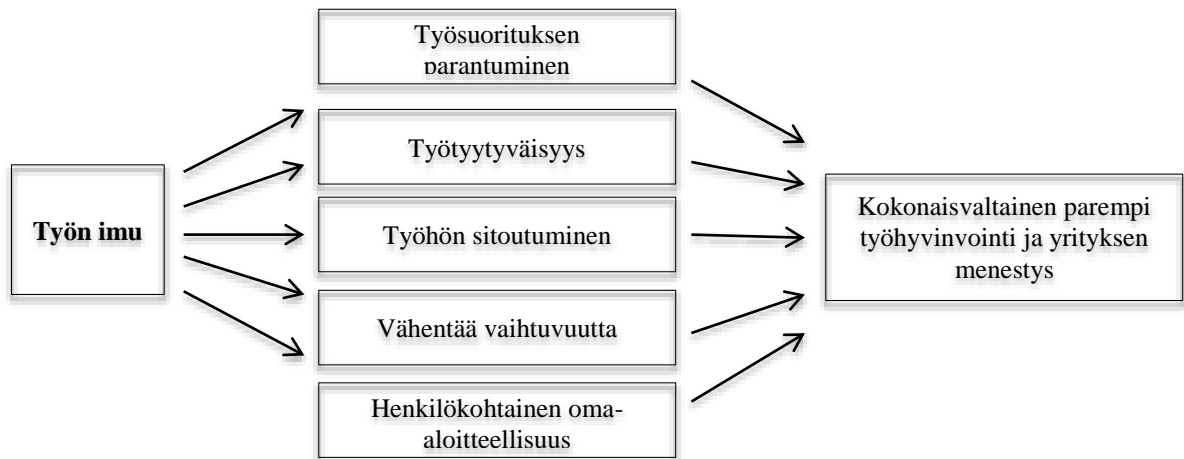 Työsuorituksen
parantuminen
Työtyytyväisyys
Työn imu
Työhön sitoutuminen
Kokonaisvaltainen parempi
työhyvinvointi ja yrityksen
menestys
Vähentää vaihtuvuutta
Henkilökohtainen oma-
aloitteellisuus